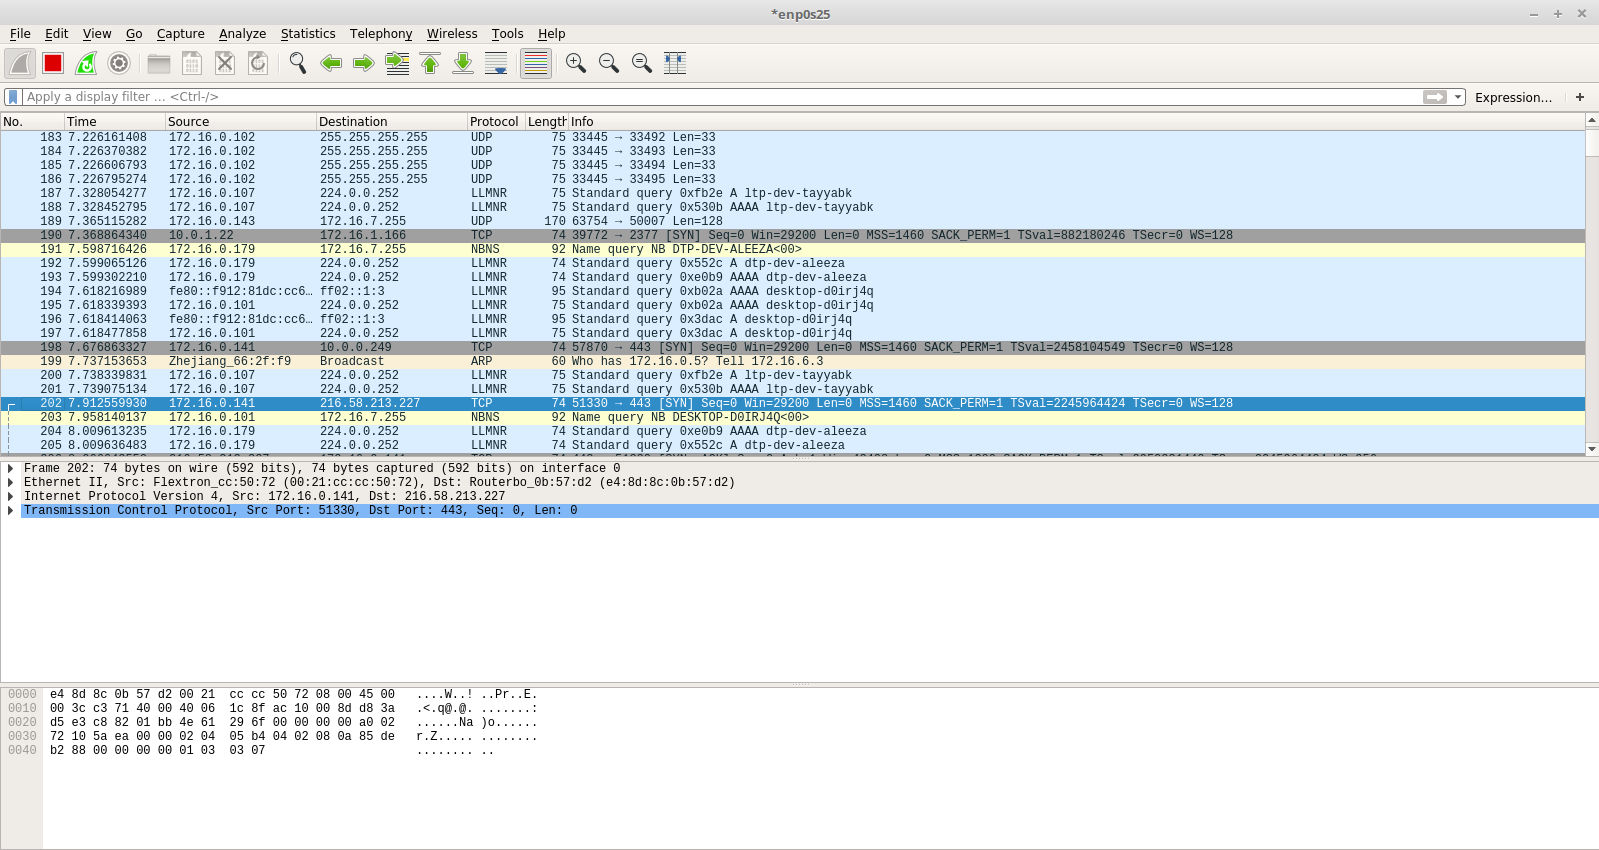 *enp0s25
File Edit View Go Capture Analyze Statistics Telephony Wireless Tools Help
Apply a display filter ... <Ctrl-/> Expression... +
No. Time Source Destination Protocol Length Info
183 7.226161408 172.16.0.102 255.255.255.255 UDP 75 33445 → 33492 Len=33
184 7.226370382 172.16.0.102 255.255.255.255 UDP 75 33445 → 33493 Len=33
185 7.226606793 172.16.0.102 255.255.255.255 UDP 75 33445 → 33494 Len=33
186 7.226795274 172.16.0.102 255.255.255.255 UDP 75 33445 → 33495 Len=33
187 7.328054277 172.16.0.107 224.0.0.252 LLMNR 75 Standard query 0xfb2e A ltp-dev-tayyabk
188 7.328452795 172.16.0.107 224.0.0.252 LLMNR 75 Standard query 0x530b AAAA ltp-dev-tayyabk
189 7.365115282 172.16.0.143 172.16.7.255 UDP 170 63754 → 50007 Len=128
190 7.368864340 10.0.1.22 172.16.1.166 TCP 74 39772 → 2377 [SYN] Seq=0 Win=29200 Len=0 MSS=1460 SACK_PERM=1 TSval=882180246 TSecr=0 WS=128
191 7.598716426 172.16.0.179 172.16.7.255 NBNS 92 Name query NB DTP-DEV-ALEEZA<00>
192 7.599065126 172.16.0.179 224.0.0.252 LLMNR 74 Standard query 0x552c A dtp-dev-aleeza
193 7.599302210 172.16.0.179 224.0.0.252 LLMNR 74 Standard query 0xe0b9 AAAA dtp-dev-aleeza
194 7.618216989 fe80::f912:81dc:cc6… ff02::1:3 LLMNR 95 Standard query 0xb02a AAAA desktop-d0irj4q
195 7.618339393 172.16.0.101 224.0.0.252 LLMNR 75 Standard query 0xb02a AAAA desktop-d0irj4q
196 7.618414063 fe80::f912:81dc:cc6… ff02::1:3 LLMNR 95 Standard query 0x3dac A desktop-d0irj4q
197 7.618477858 172.16.0.101 224.0.0.252 LLMNR 75 Standard query 0x3dac A desktop-d0irj4q
198 7.676863327 172.16.0.141 10.0.0.249 TCP 74 57870 → 443 [SYN] Seq=0 Win=29200 Len=0 MSS=1460 SACK_PERM=1 TSval=2458104549 TSecr=0 WS=128
199 7.737153653 Zhejiang_66:2f:f9 Broadcast ARP 60 Who has 172.16.0.5? Tell 172.16.6.3
200 7.738339831 172.16.0.107 224.0.0.252 LLMNR 75 Standard query 0xfb2e A ltp-dev-tayyabk
201 7.739075134 172.16.0.107 224.0.0.252 LLMNR 75 Standard query 0x530b AAAA ltp-dev-tayyabk
202 7.912559930 172.16.0.141 216.58.213.227 TCP 74 51330 → 443 [SYN] Seq=0 Win=29200 Len=0 MSS=1460 SACK_PERM=1 TSval=2245964424 TSecr=0 WS=128
203 7.958140137 172.16.0.101 172.16.7.255 NBNS 92 Name query NB DESKTOP-D0IRJ4Q<00>
204 8.009613235 172.16.0.179 224.0.0.252 LLMNR 74 Standard query 0xe0b9 AAAA dtp-dev-aleeza
205 8.009636483 172.16.0.179 224.0.0.252 LLMNR 74 Standard query 0x552c A dtp-dev-aleeza
Frame 202: 74 bytes on wire (592 bits), 74 bytes captured (592 bits) on interface 0
Ethernet II, Src: Flextron_cc:50:72 (00:21:cc:cc:50:72), Dst: Routerbo_0b:57:d2 (e4:8d:8c:0b:57:d2)
Internet Protocol Version 4, Src: 172.16.0.141, Dst: 216.58.213.227
Transmission Control Protocol, Src Port: 51330, Dst Port: 443, Seq: 0, Len: 0
0000 e4 8d 8c 0b 57 d2 00 21 cc cc 50 72 08 00 45 00 ....W..! ..Pr..E.
0010 00 3c c3 71 40 00 40 06 1c 8f ac 10 00 8d d8 3a .<.q@.@. .......:
0020 d5 e3 c8 82 01 bb 4e 61 29 6f 00 00 00 00 a0 02 ......Na )o......
0030 72 10 5a ea 00 00 02 04 05 b4 04 02 08 0a 85 de r.Z..... ........
0040 b2 88 00 00 00 00 01 03 03 07 ........ ..